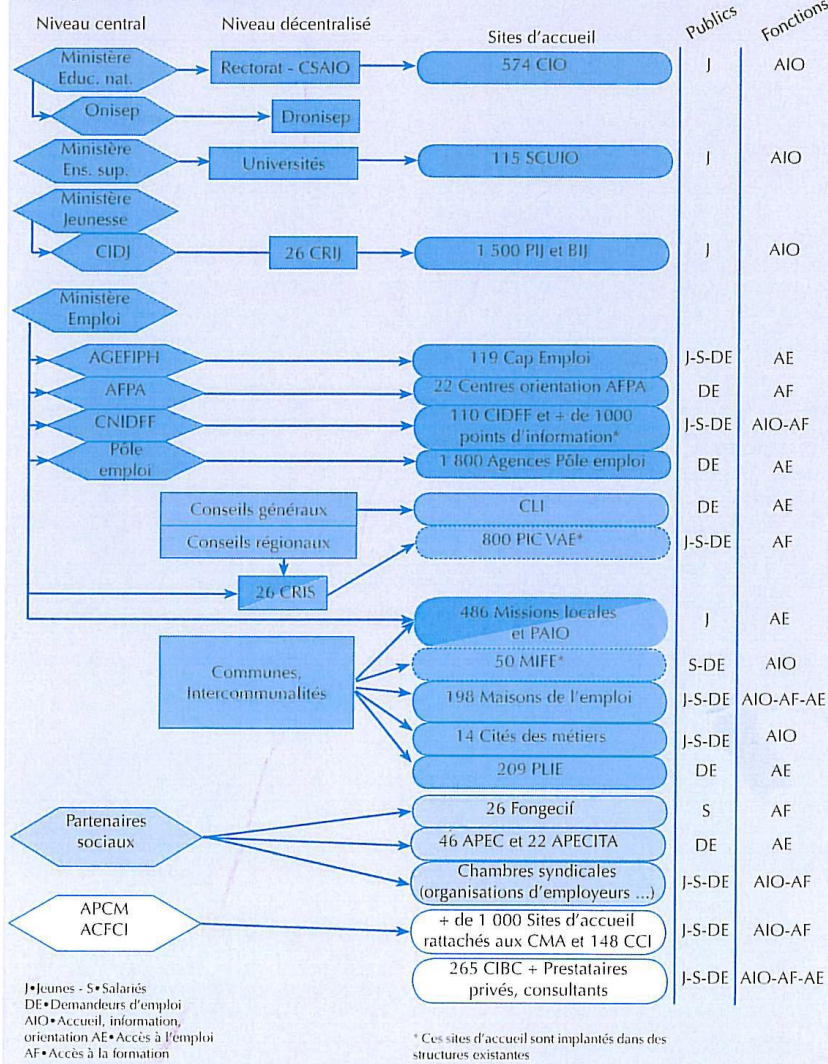 Niveau central
Niveau décentralisé
Sites d'accueil
Publics
Fonctions
Ministère
Educ. nat.
Rectorat - CSAIO
574 CIO
J
AIO
Onisep
Dronisep
Ministère
Ens. sup.
Universités
115 SCUIO
J
AIO
Ministère
Jeunesse
CIDJ
26 CRIJ
1 500 PIJ et BIJ
J
AIO
Ministère
Emploi
AGEFIPH
119 Cap Emploi
J-S-DE
AE
AFPA
22 Centres orientation AFPA
DE
AF
CNIDFF
110 CIDFF et + de 1000
points d'information*
J-S-DE
AIO-AF
Pôle
emploi
1 800 Agences Pôle emploi
DE
AE
Conseils généraux
CLI
DE
AE
Conseils régionaux
800 PIC VAE*
J-S-DE
AF
26 CRIS
486 Missions locales
et PAIO
J
AE
Communes,
Intercommunalités
50 MIFE*
S-DE
AIO
198 Maisons de l'emploi
J-S-DE
AIO-AF-AE
14 Cités des métiers
J-S-DE
AIO
209 PLIE
DE
AE
Partenaires
sociaux
26 Fongecif
S
AF
46 APEC et 22 APECITA
DE
AE
Chambres syndicales
(organisations d'employeurs ...)
J-S-DE
AIO-AF
APCM
ACFCI
+ de 1 000 Sites d'accueil
rattachés aux CMA et 148 CCI
J-S-DE
AIO-AF
265 CIBC + Prestataires
privés, consultants
J-S-DE
AIO-AF-AE
J•Jeunes - S•Salariés
DE•Demandeurs d'emploi
AIO•Accueil, information,
orientation AE•Accès à l'emploi
AF•Accès à la formation
* Ces sites d'accueil sont implantés dans des
structures existantes